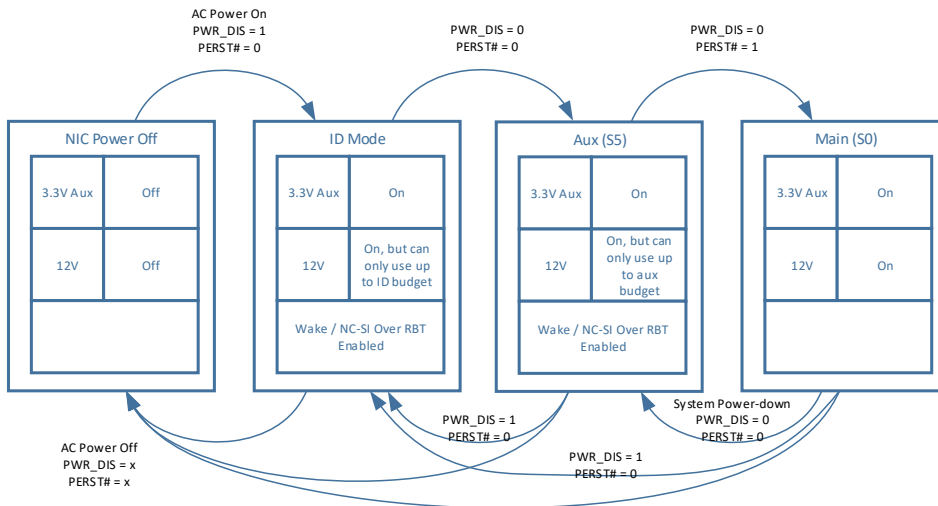 AC Power On
PWR_DIS = 1
PERST# = 0
PWR_DIS = 0
PERST# = 0
PWR_DIS = 0
PERST# = 1
NIC Power Off
3.3V Aux
Off
12V
Off
ID Mode
3.3V Aux
On
12V
On, but can
only use up
to ID budget
Wake / NC-SI Over RBT
Enabled
Aux (S5)
3.3V Aux
On
12V
On, but can
only use up
to aux
budget
Wake / NC-SI Over RBT
Enabled
Main (S0)
3.3V Aux
On
12V
On
AC Power Off
PWR_DIS = x
PERST# = x
PWR_DIS = 1
PERST# = 0
System Power-down
PWR_DIS = 0
PERST# = 0
PWR_DIS = 1
PERST# = 0